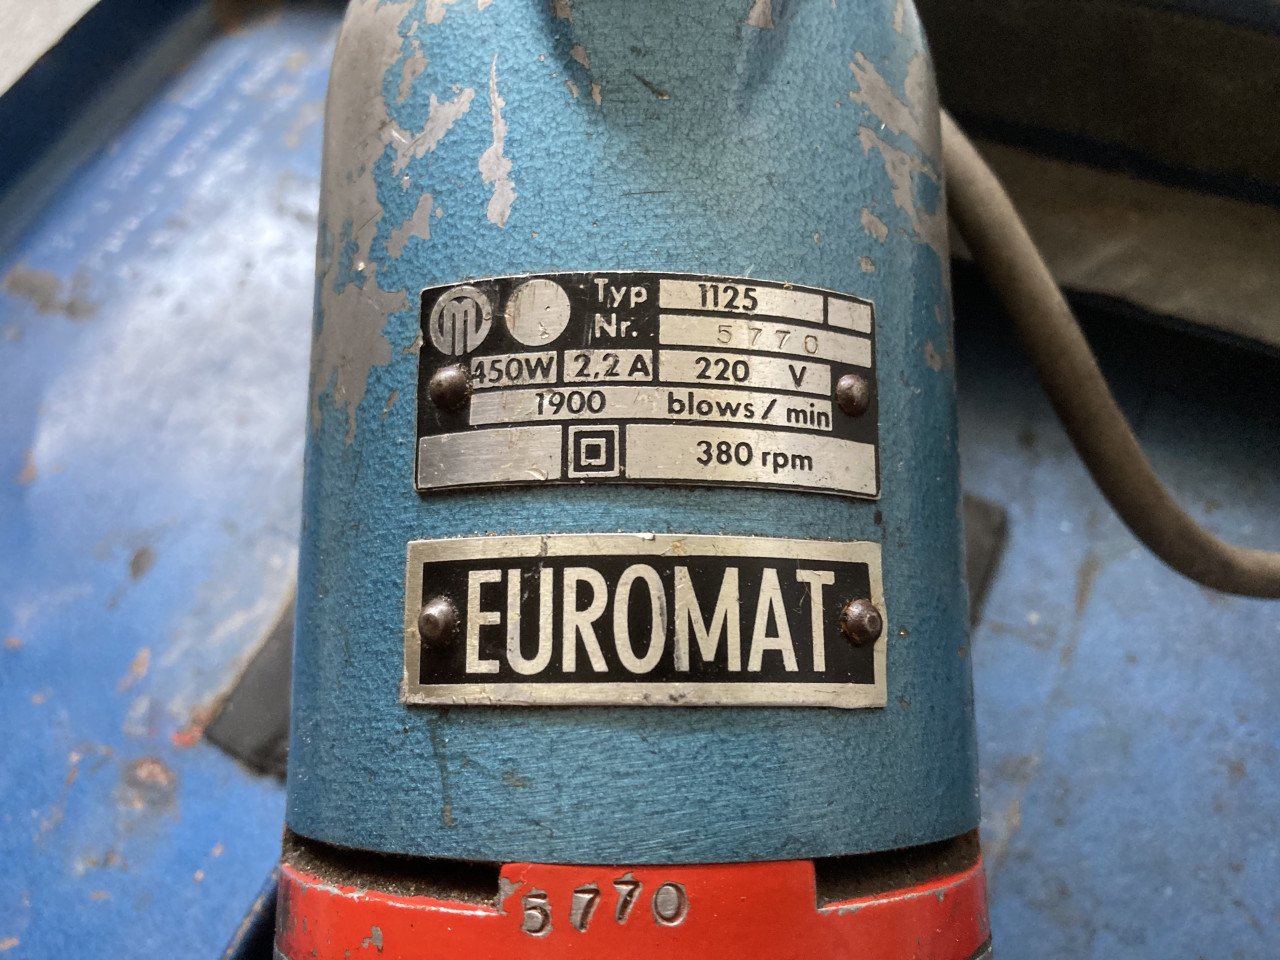 Typ 1125
Nr. 5770
450W 2,2 A 220 V
1900 blows/min
380 rpm
EUROMAT
5770